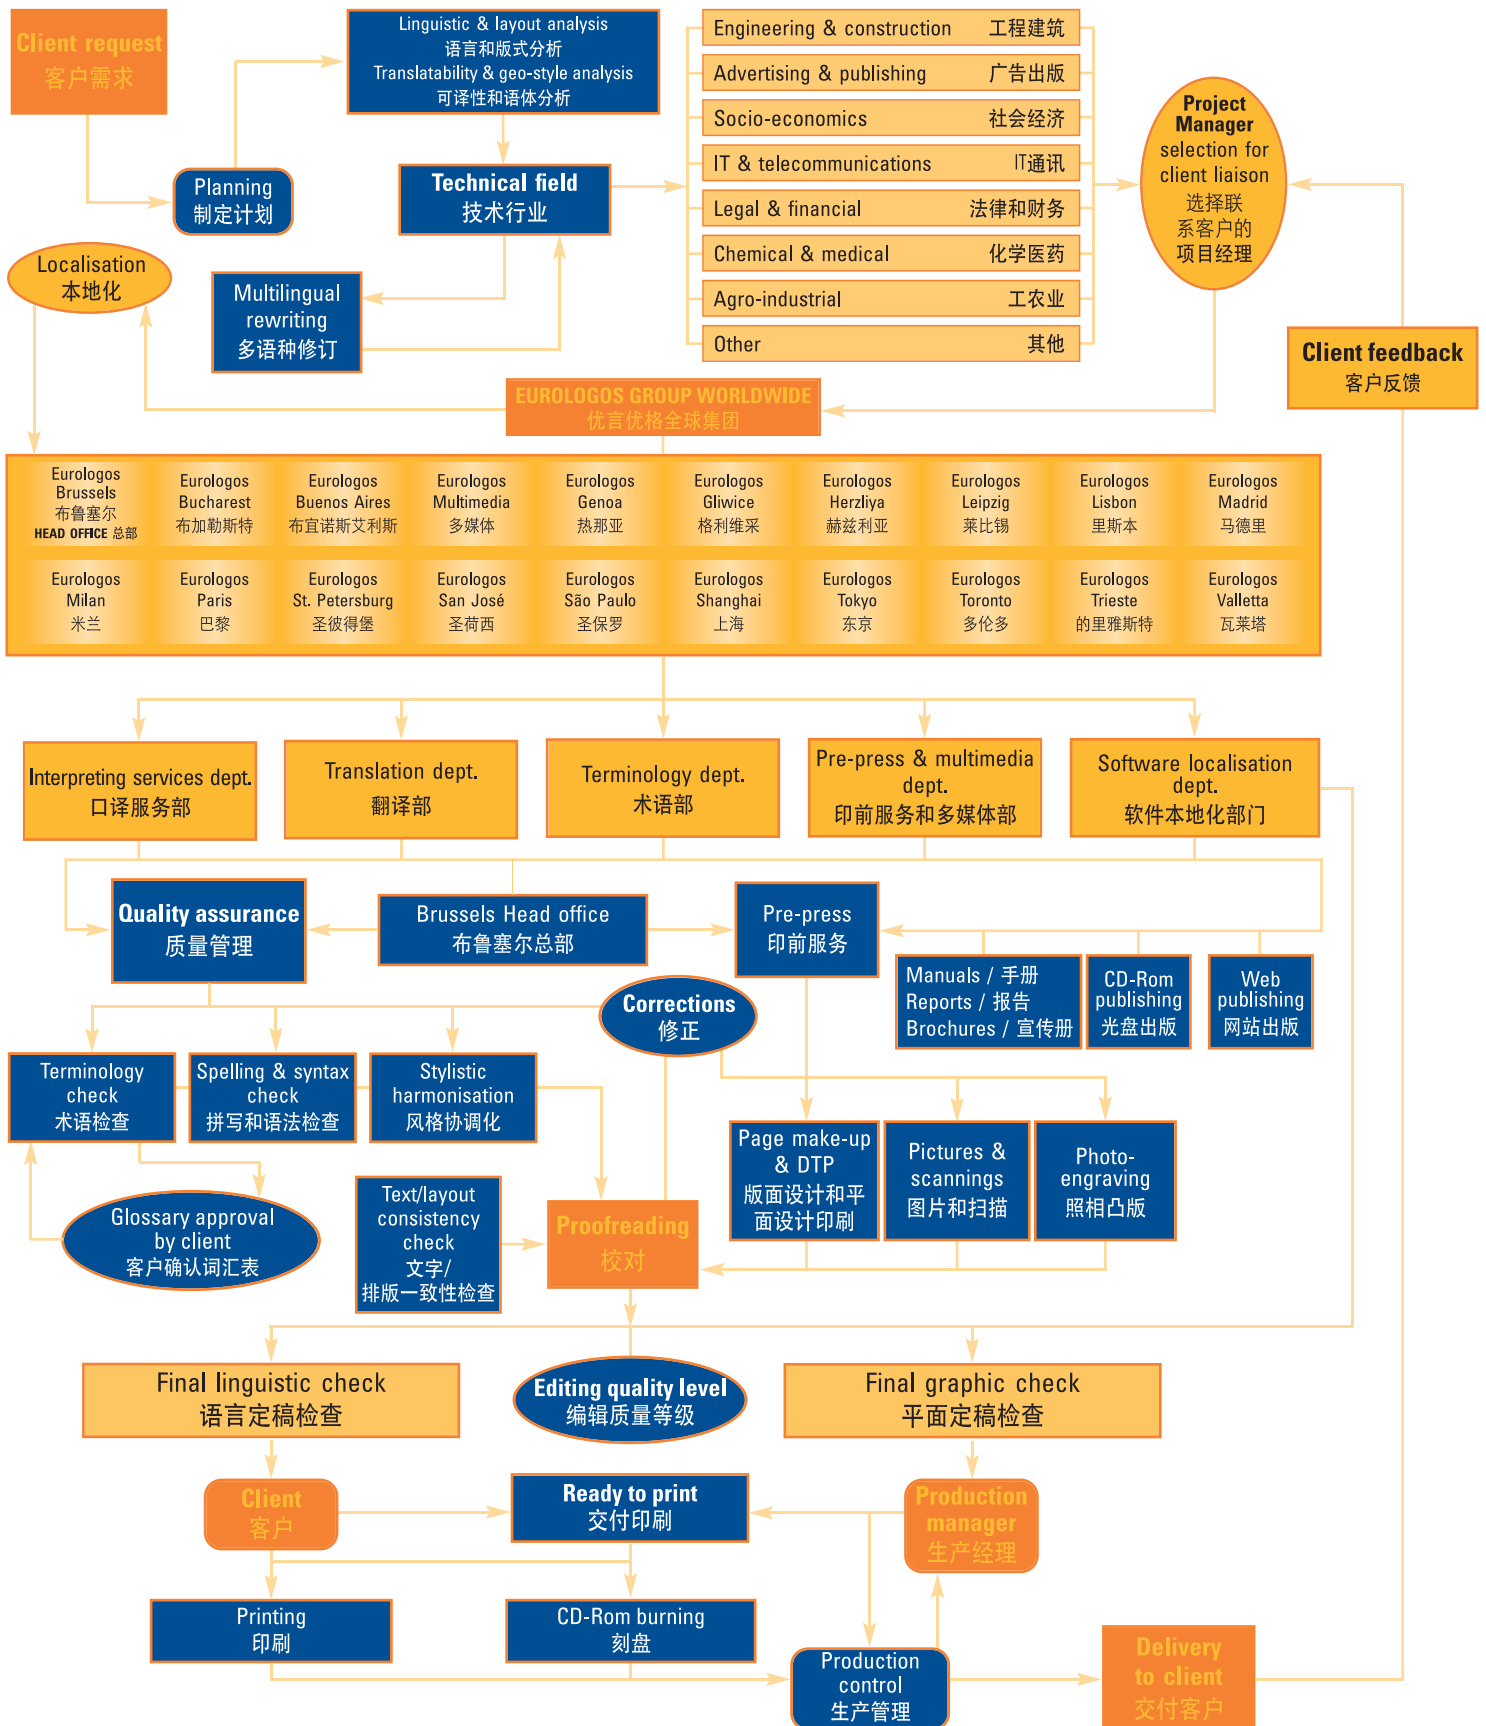 Client request
客户需求
Linguistic & layout analysis
语言和版式分析
Translatability & geo-style analysis
可译性和语体分析
Planning
制定计划
Technical field
技术行业
Engineering & construction 工程建筑
Advertising & publishing 广告出版
Socio-economics 社会经济
IT & telecommunications IT通讯
Legal & financial 法律和财务
Chemical & medical 化学医药
Agro-industrial 工农业
Other 其他
Project
Manager
selection for
client liaison
选择联
系客户的
项目经理
Localisation
本地化
Multilingual
rewriting
多语种修订
Client feedback
客户反馈
EUROLOGOS GROUP WORLDWIDE
优言优格全球集团
Eurologos
Brussels
布鲁塞尔
HEAD OFFICE 总部
Eurologos
Bucharest
布加勒斯特
Eurologos
Buenos Aires
布宜诺斯艾利斯
Eurologos
Multimedia
多媒体
Eurologos
Genoa
热那亚
Eurologos
Gliwice
格利维采
Eurologos
Herzliya
赫兹利亚
Eurologos
Leipzig
莱比锡
Eurologos
Lisbon
里斯本
Eurologos
Madrid
马德里
Eurologos
Milan
米兰
Eurologos
Paris
巴黎
Eurologos
St. Petersburg
圣彼得堡
Eurologos
San José
圣荷西
Eurologos
São Paulo
圣保罗
Eurologos
Shanghai
上海
Eurologos
Tokyo
东京
Eurologos
Toronto
多伦多
Eurologos
Trieste
的里雅斯特
Eurologos
Valletta
瓦莱塔
Interpreting services dept.
口译服务部
Translation dept.
翻译部
Terminology dept.
术语部
Pre-press & multimedia
dept.
印前服务和多媒体部
Software localisation
dept.
软件本地化部门
Quality assurance
质量管理
Brussels Head office
布鲁塞尔总部
Pre-press
印前服务
Manuals / 手册
Reports / 报告
Brochures / 宣传册
CD-Rom
publishing
光盘出版
Web
publishing
网站出版
Corrections
修正
Terminology
check
术语检查
Spelling & syntax
check
拼写和语法检查
Stylistic
harmonisation
风格协调化
Page make-up
& DTP
版面设计和平
面设计印刷
Pictures &
scannings
图片和扫描
Photo-
engraving
照相凸版
Glossary approval
by client
客户确认词汇表
Text/layout
consistency
check
文字/
排版一致性检查
Proofreading
校对
Final linguistic check
语言定稿检查
Editing quality level
编辑质量等级
Final graphic check
平面定稿检查
Client
客户
Ready to print
交付印刷
Production
manager
生产经理
Printing
印刷
CD-Rom burning
刻盘
Production
control
生产管理
Delivery
to client
交付客户